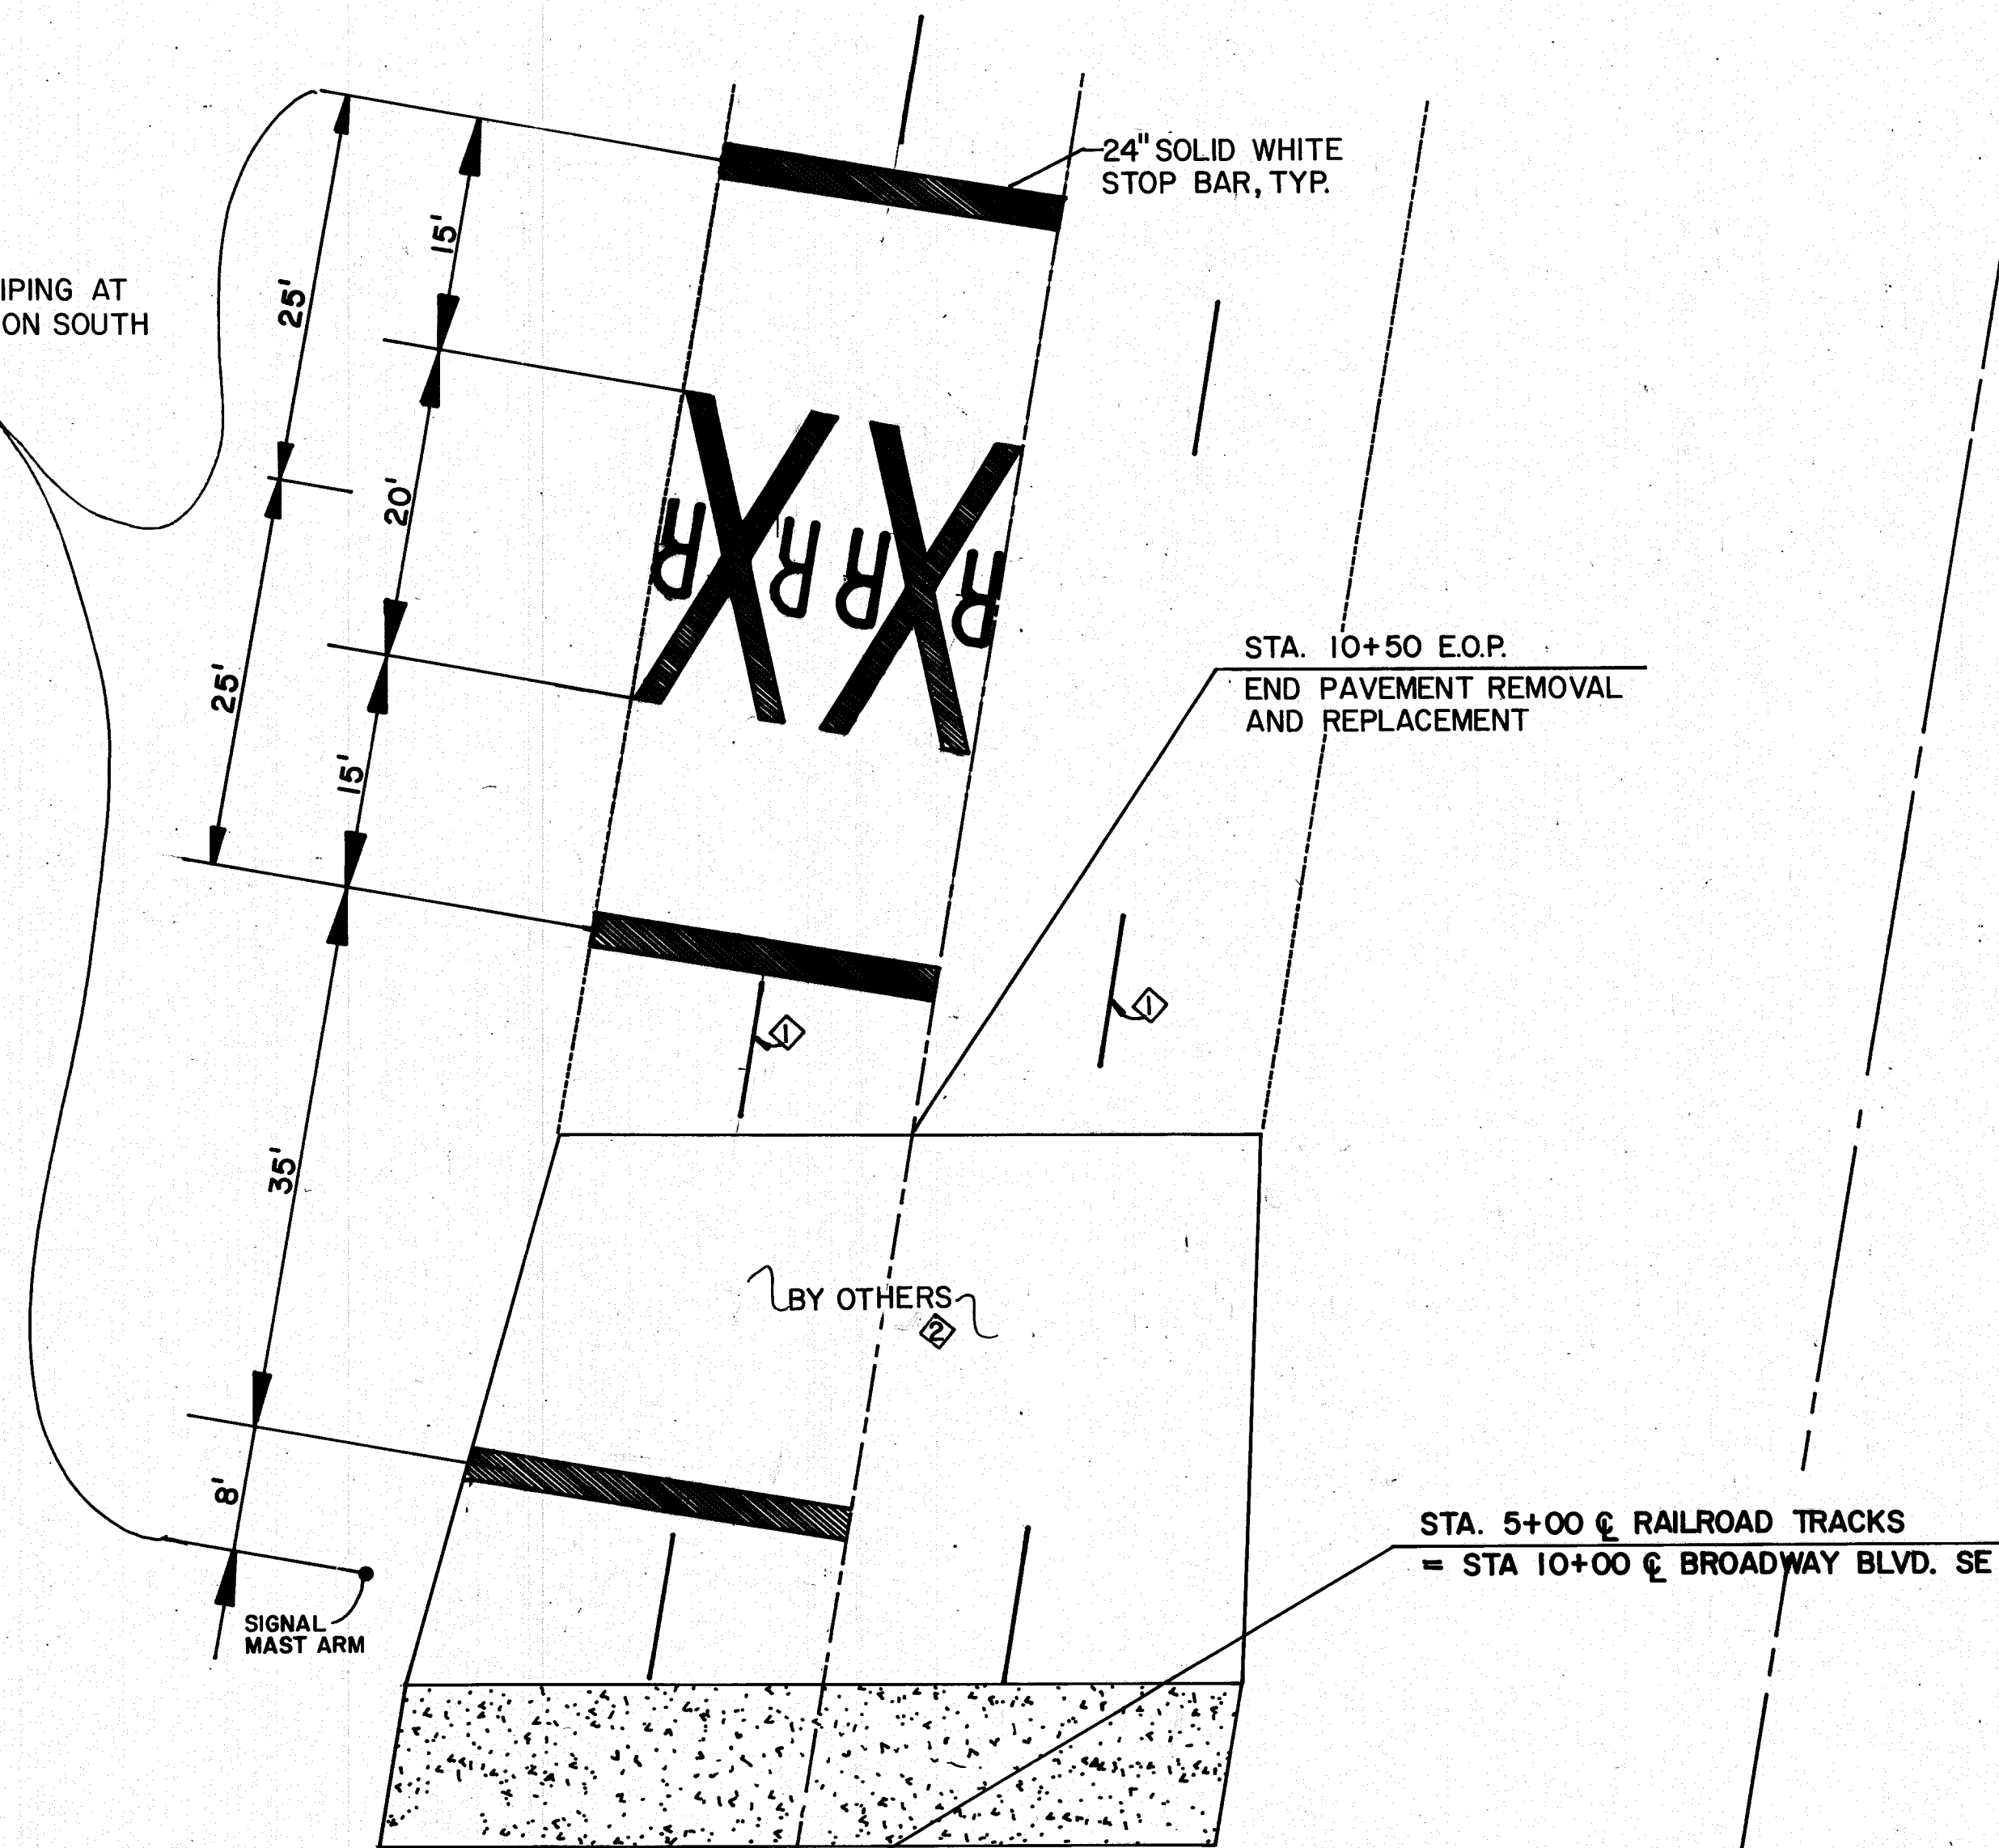 24" SOLID WHITE
STOP BAR, TYP.
15'
25'
IPING AT
ON SOUTH
20'
R R R R
STA. 10+50 E.O.P.
END PAVEMENT REMOVAL
AND REPLACEMENT
25'
15'
1
1
35'
BY OTHERS
2
8'
STA. 5+00 ℄ RAILROAD TRACKS
= STA 10+00 ℄ BROADWAY BLVD. SE
SIGNAL
MAST ARM